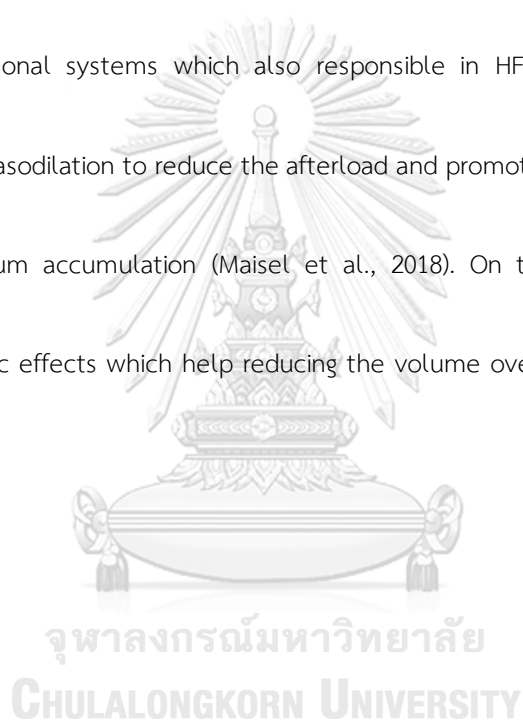 onal systems which also responsible in HF
asodilation to reduce the afterload and promot
um accumulation (Maisel et al., 2018). On t
c effects which help reducing the volume ove
จุฬาลงกรณ์มหาวิทยาลัย
CHULALONGKORN UNIVERSITY